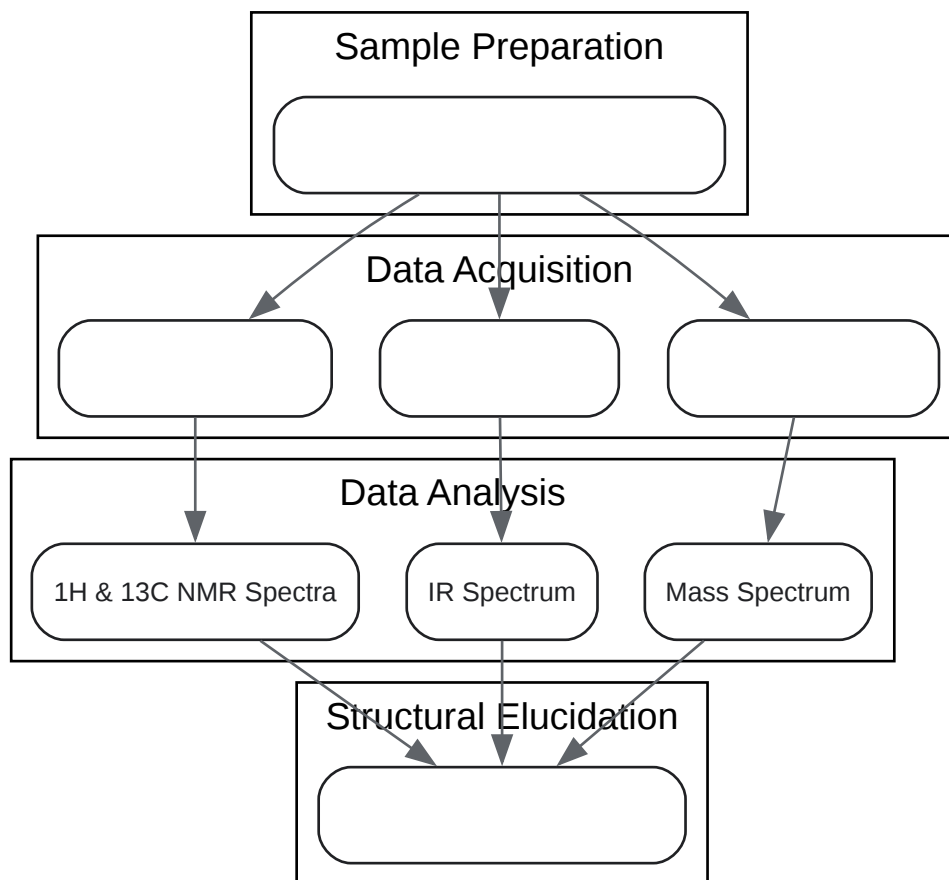 Sample Preparation
Data Acquisition
Data Analysis
1H & 13C NMR Spectra
IR Spectrum
Mass Spectrum
Structural Elucidation